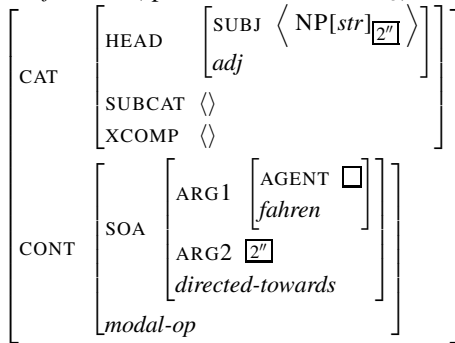 HEAD [SUBJ ⟨ NP[str]2″ ⟩
adj]
CAT
SUBCAT ⟨⟩
XCOMP ⟨⟩
ARG1 [AGENT □
fahren]
SOA
ARG2 2″
CONT
directed-towards
modal-op